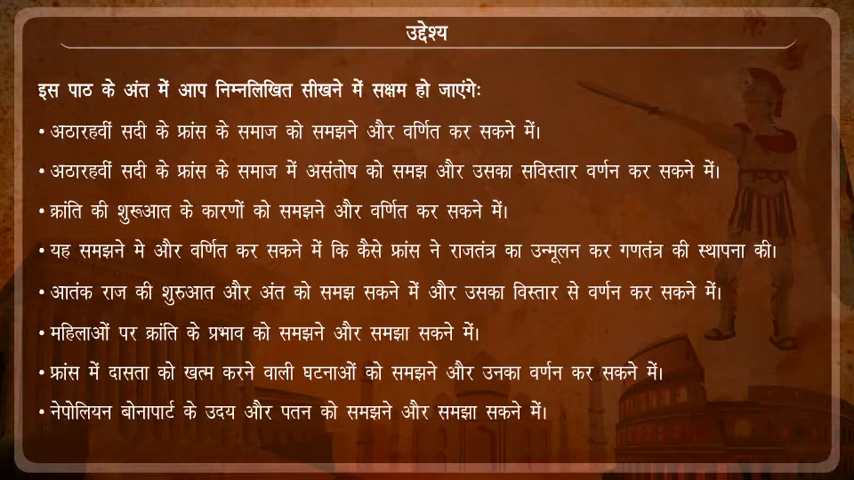 उद्देश्य
इस पाठ के अंत में आप निम्नलिखित सीखने में सक्षम हो जाएंगेः
• अठारहवीं सदी के फ्रांस के समाज को समझने और वर्णित कर सकने में।
• अठारहवीं सदी के फ्रांस के समाज में असंतोष को समझ और उसका सविस्तार वर्णन कर सकने में।
• क्रांति की शुरूआत के कारणों को समझने और वर्णित कर सकने में।
• यह समझने मे और वर्णित कर सकने में कि कैसे फ्रांस ने राजतंत्र का उन्मूलन कर गणतंत्र की स्थापना की।
• आतंक राज की शुरुआत और अंत को समझ सकने में और उसका विस्तार से वर्णन कर सकने में।
• महिलाओं पर क्रांति के प्रभाव को समझने और समझा सकने में।
• फ्रांस में दासता को खत्म करने वाली घटनाओं को समझने और उनका वर्णन कर सकने में।
• नेपोलियन बोनापार्ट के उदय और पतन को समझने और समझा सकने में।